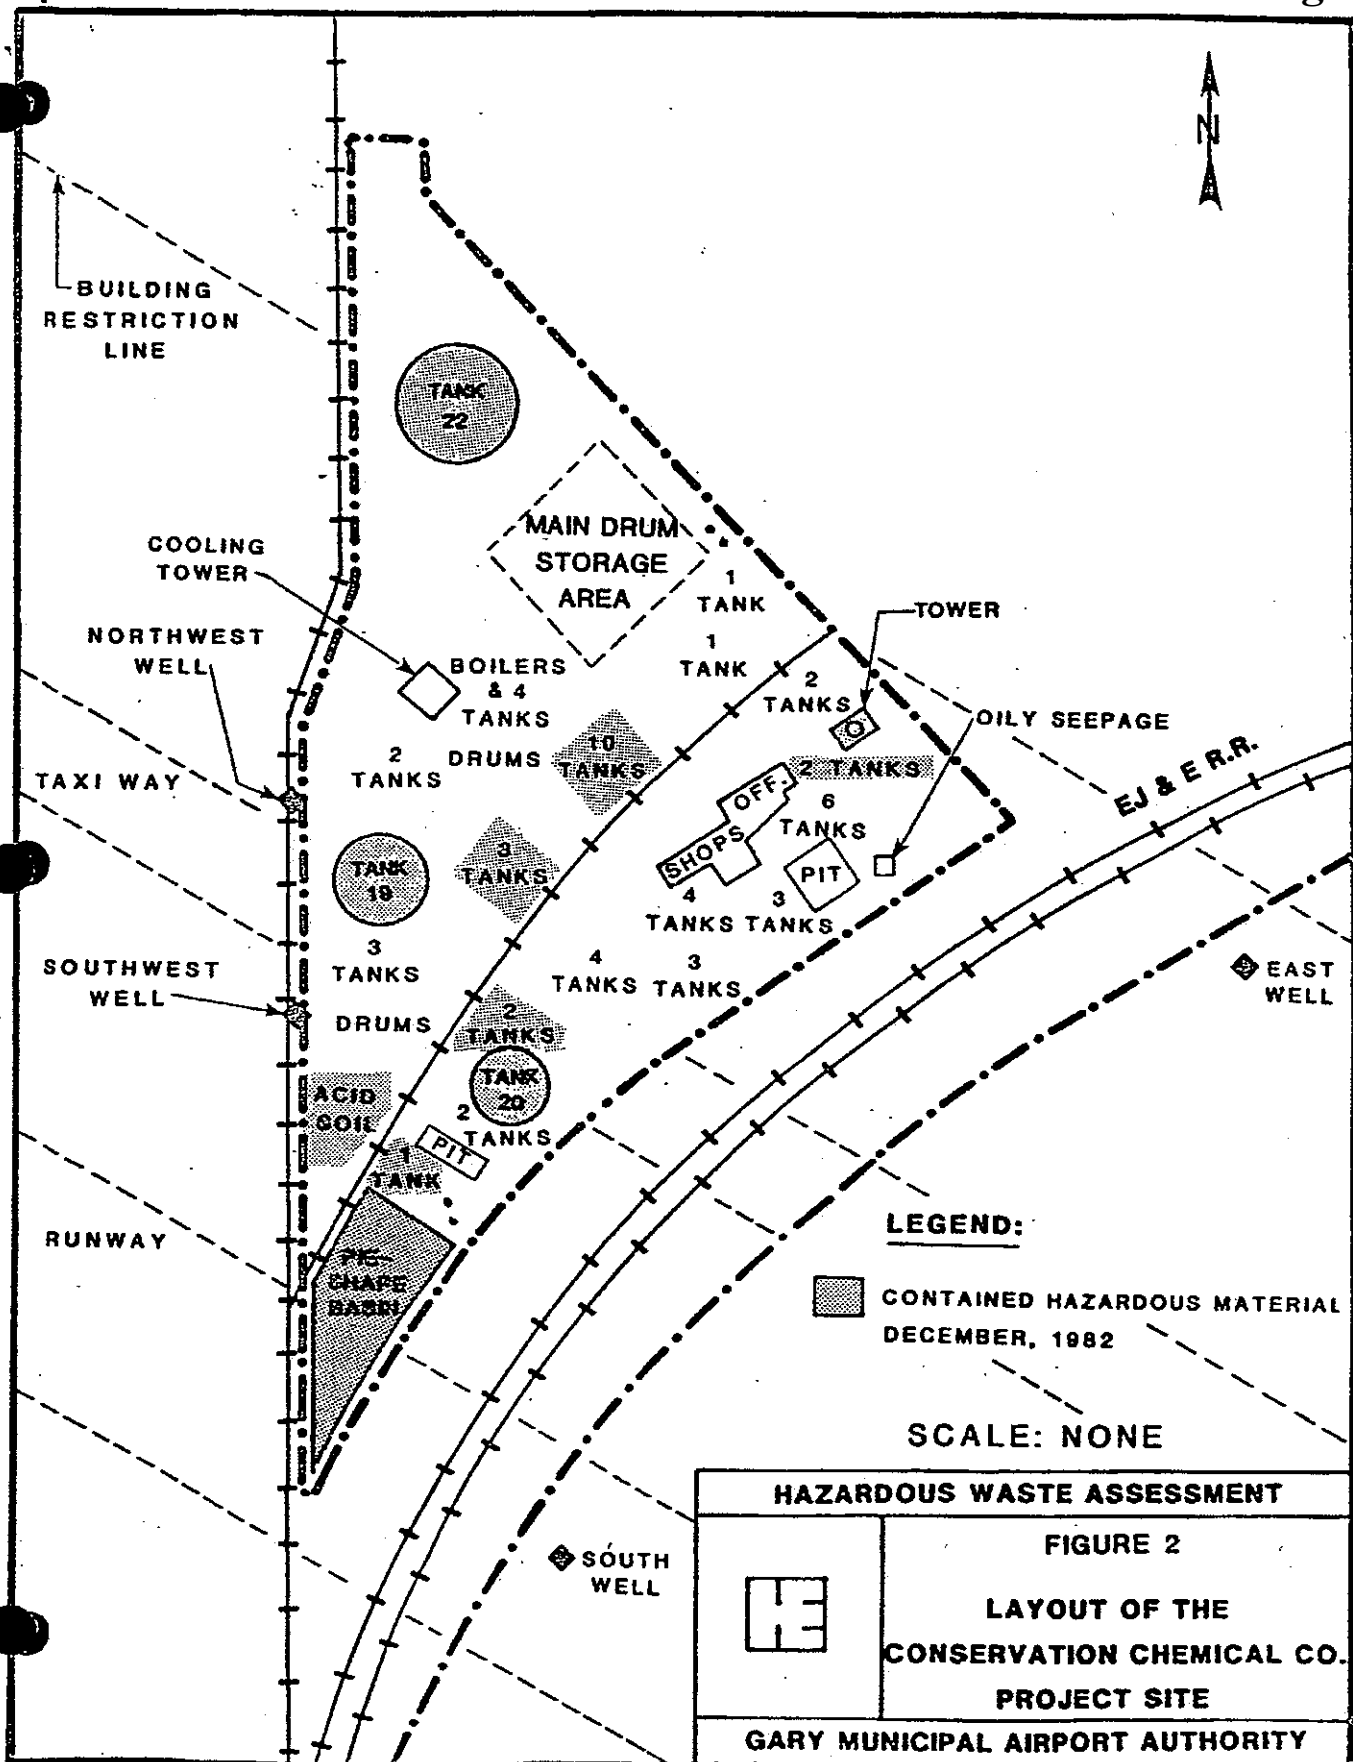 N
BUILDING
RESTRICTION
LINE
TANK
22
MAIN DRUM
STORAGE
AREA
COOLING
TOWER
1
TANK
TOWER
NORTHWEST
WELL
1
TANK
BOILERS
& 4
TANKS
2
TANKS
OILY SEEPAGE
DRUMS
10
TANKS
2
TANKS
2 TANKS
EJ & E R.R.
TAXI WAY
OFF.
SHOPS
6
TANKS
TANK
19
3
TANKS
PIT
4
TANKS
3
TANKS
3
TANKS
4
TANKS
3
TANKS
SOUTHWEST
WELL
EAST
WELL
DRUMS
2
TANKS
TANK
20
ACID
SOIL
2
TANKS
PIT
1
TANK
RUNWAY
PIE
SHAPE
BASIN
LEGEND:
CONTAINED HAZARDOUS MATERIAL
DECEMBER, 1982
SCALE: NONE
SOUTH
WELL
HAZARDOUS WASTE ASSESSMENT
FIGURE 2
LAYOUT OF THE
CONSERVATION CHEMICAL CO.
PROJECT SITE
GARY MUNICIPAL AIRPORT AUTHORITY